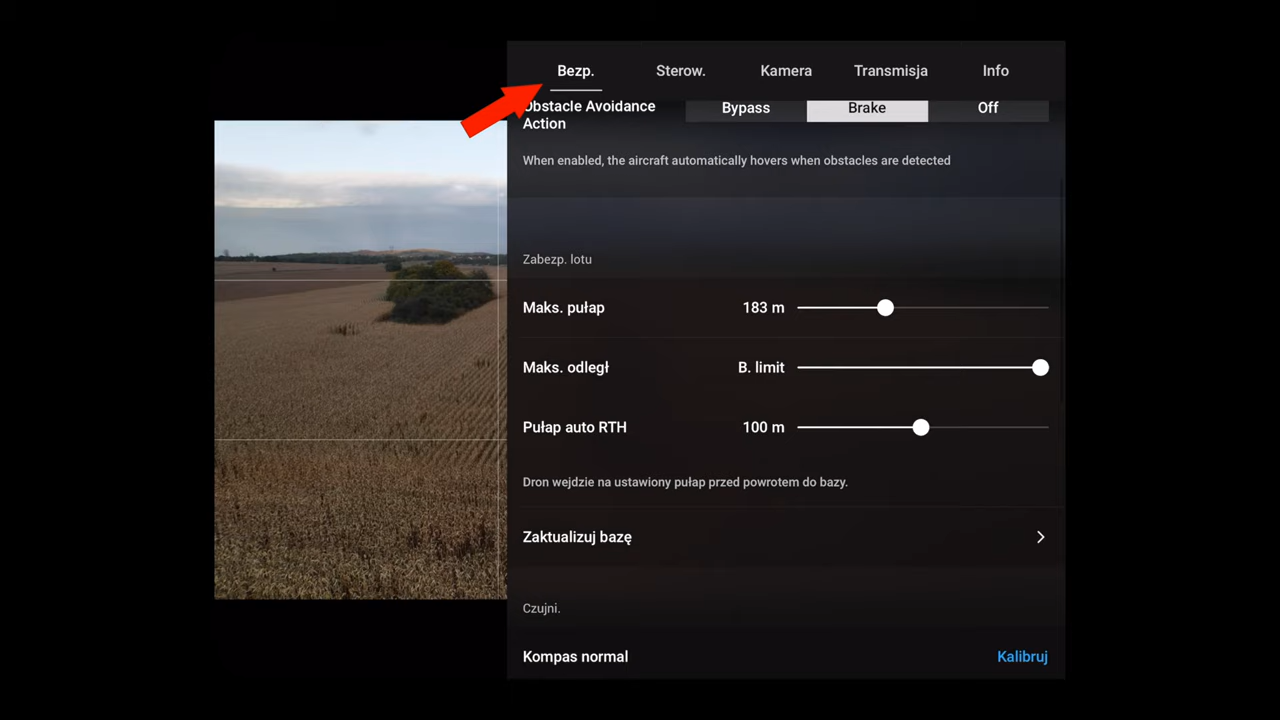 Bezp. Sterow. Kamera Transmisja Info
Obstacle Avoidance Action Bypass Brake Off
When enabled, the aircraft automatically hovers when obstacles are detected
Zabezp. lotu
Maks. pułap 183 m
Maks. odległ B. limit
Pułap auto RTH 100 m
Dron wejdzie na ustawiony pułap przed powrotem do bazy.
Zaktualizuj bazę
Czujni.
Kompas normal Kalibruj